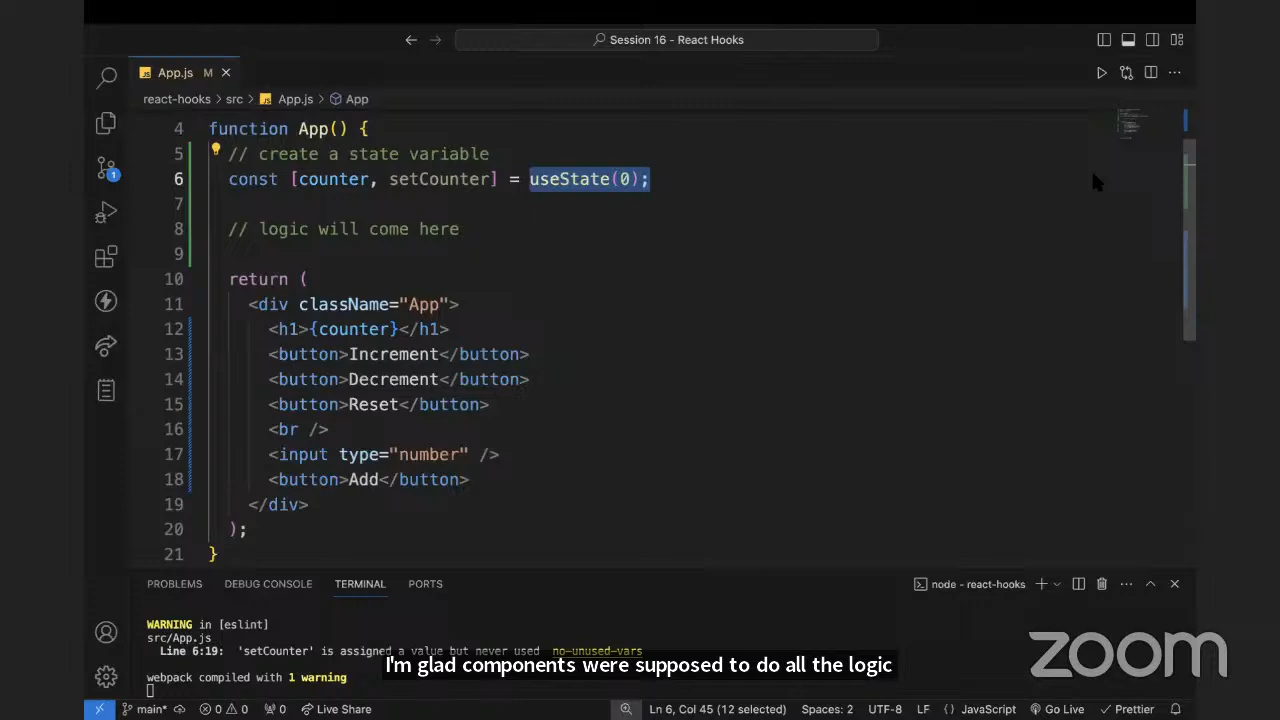 Session 16 - React Hooks
JS App.js M
react-hooks > src > JS App.js > App
4 function App() {
5 // create a state variable
6 const [counter, setCounter] = useState(0);
7
8 // logic will come here
9
10 return (
11 <div className="App">
12 <h1>{counter}</h1>
13 <button>Increment</button>
14 <button>Decrement</button>
15 <button>Reset</button>
16 <br />
17 <input type="number" />
18 <button>Add</button>
19 </div>
20 );
21 }
1
PROBLEMS DEBUG CONSOLE TERMINAL PORTS node - react-hooks
WARNING in [eslint]
src/App.js
Line 6:19: 'setCounter' is assigned a value but never used no-unused-vars
I'm glad components were supposed to do all the logic
webpack compiled with 1 warning
zoom
main* 0 0 0 Live Share Ln 6, Col 45 (12 selected) Spaces: 2 UTF-8 LF {} JavaScript Go Live Prettier